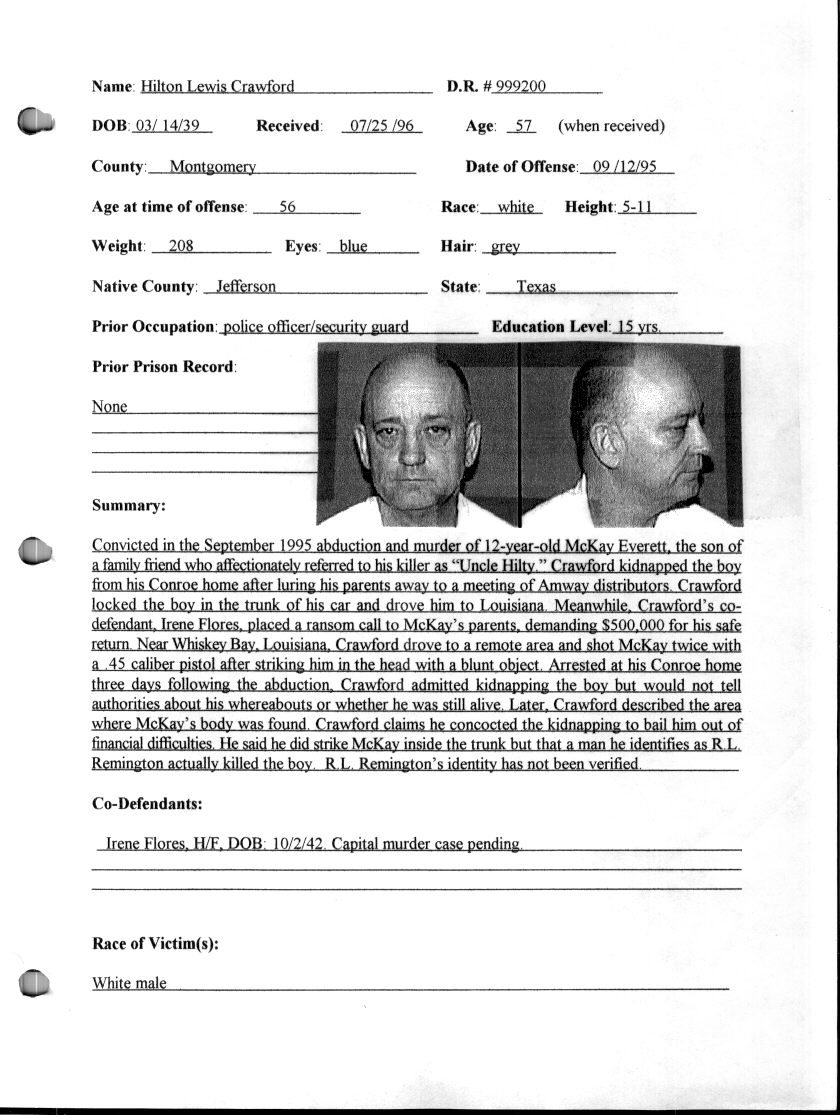 Name: Hilton Lewis Crawford D.R. # 999200
DOB: 03/ 14/39 Received: 07/25 /96 Age: 57 (when received)
County: Montgomery Date of Offense: 09 /12/95
Age at time of offense: 56 Race: white Height: 5-11
Weight: 208 Eyes: blue Hair: grey
Native County: Jefferson State: Texas
Prior Occupation: police officer/security guard Education Level: 15 yrs.
Prior Prison Record:
None
Summary:
Convicted in the September 1995 abduction and murder of 12-year-old McKay Everett, the son of
a family friend who affectionately referred to his killer as “Uncle Hilty.” Crawford kidnapped the boy
from his Conroe home after luring his parents away to a meeting of Amway distributors. Crawford
locked the boy in the trunk of his car and drove him to Louisiana. Meanwhile, Crawford’s co-
defendant, Irene Flores, placed a ransom call to McKay’s parents, demanding $500,000 for his safe
return. Near Whiskey Bay, Louisiana, Crawford drove to a remote area and shot McKay twice with
a .45 caliber pistol after striking him in the head with a blunt object. Arrested at his Conroe home
three days following the abduction, Crawford admitted kidnapping the boy but would not tell
authorities about his whereabouts or whether he was still alive. Later, Crawford described the area
where McKay’s body was found. Crawford claims he concocted the kidnapping to bail him out of
financial difficulties. He said he did strike McKay inside the trunk but that a man he identifies as R.L.
Remington actually killed the boy. R.L. Remington’s identity has not been verified.
Co-Defendants:
Irene Flores, H/F, DOB: 10/2/42. Capital murder case pending.
Race of Victim(s):
White male